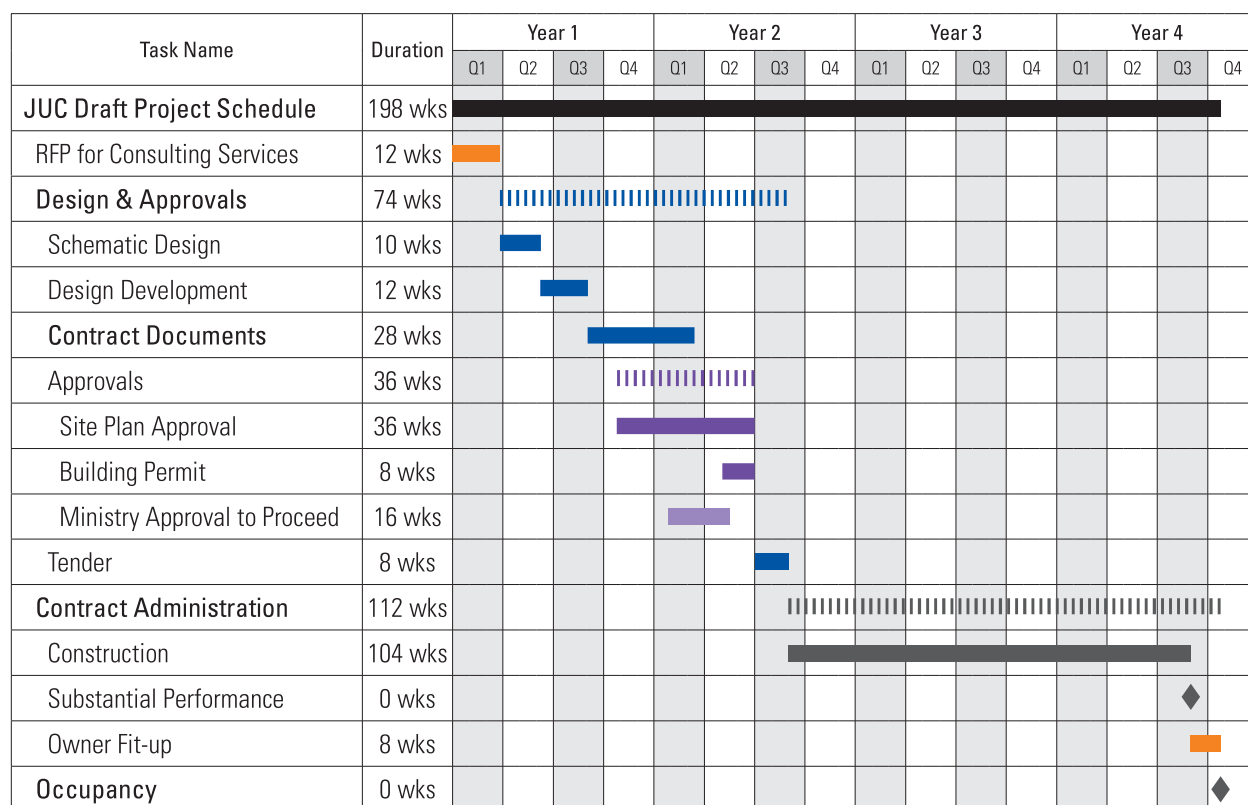 Task Name Duration Year 1 Year 2 Year 3 Year 4
Q1 Q2 Q3 Q4 Q1 Q2 Q3 Q4 Q1 Q2 Q3 Q4 Q1 Q2 Q3 Q4
JUC Draft Project Schedule 198 wks
RFP for Consulting Services 12 wks
Design & Approvals 74 wks
Schematic Design 10 wks
Design Development 12 wks
Contract Documents 28 wks
Approvals 36 wks
Site Plan Approval 36 wks
Building Permit 8 wks
Ministry Approval to Proceed 16 wks
Tender 8 wks
Contract Administration 112 wks
Construction 104 wks
Substantial Performance 0 wks
Owner Fit-up 8 wks
Occupancy 0 wks